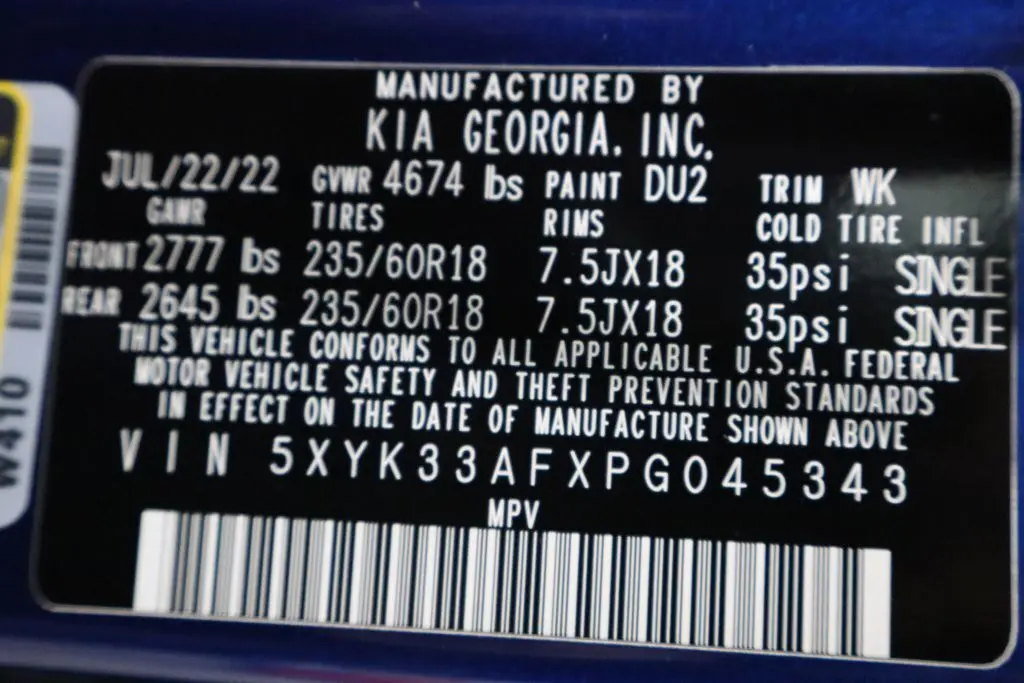 MANUFACTURED BY
KIA GEORGIA. INC.
JUL/22/22 GVWR 4674 lbs PAINT DU2 TRIM WK
GAWR TIRES RIMS COLD TIRE INFL
FRONT 2777 lbs 235/60R18 7.5JX18 35psi SINGLE
REAR 2645 lbs 235/60R18 7.5JX18 35psi SINGLE
THIS VEHICLE CONFORMS TO ALL APPLICABLE U.S.A. FEDERAL
MOTOR VEHICLE SAFETY AND THEFT PREVENTION STANDARDS
IN EFFECT ON THE DATE OF MANUFACTURE SHOWN ABOVE
VIN 5XYK33AFXPG045343
MPV
W410